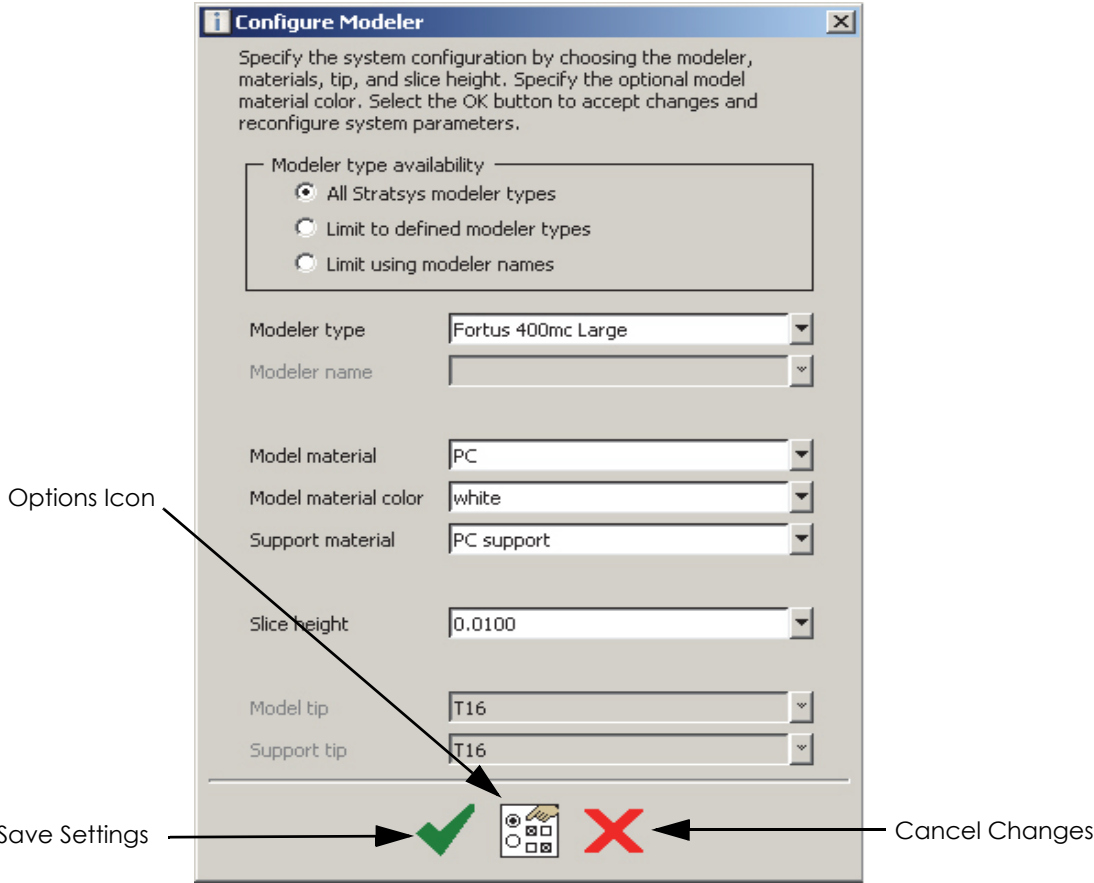 Configure Modeler
Specify the system configuration by choosing the modeler,
materials, tip, and slice height. Specify the optional model
material color. Select the OK button to accept changes and
reconfigure system parameters.
Modeler type availability
All Stratsys modeler types
Limit to defined modeler types
Limit using modeler names
Modeler type
Fortus 400mc Large
Modeler name
Model material
PC
Options Icon
Model material color
white
Support material
PC support
Slice height
0.0100
Model tip
T16
Support tip
T16
Save Settings
Cancel Changes